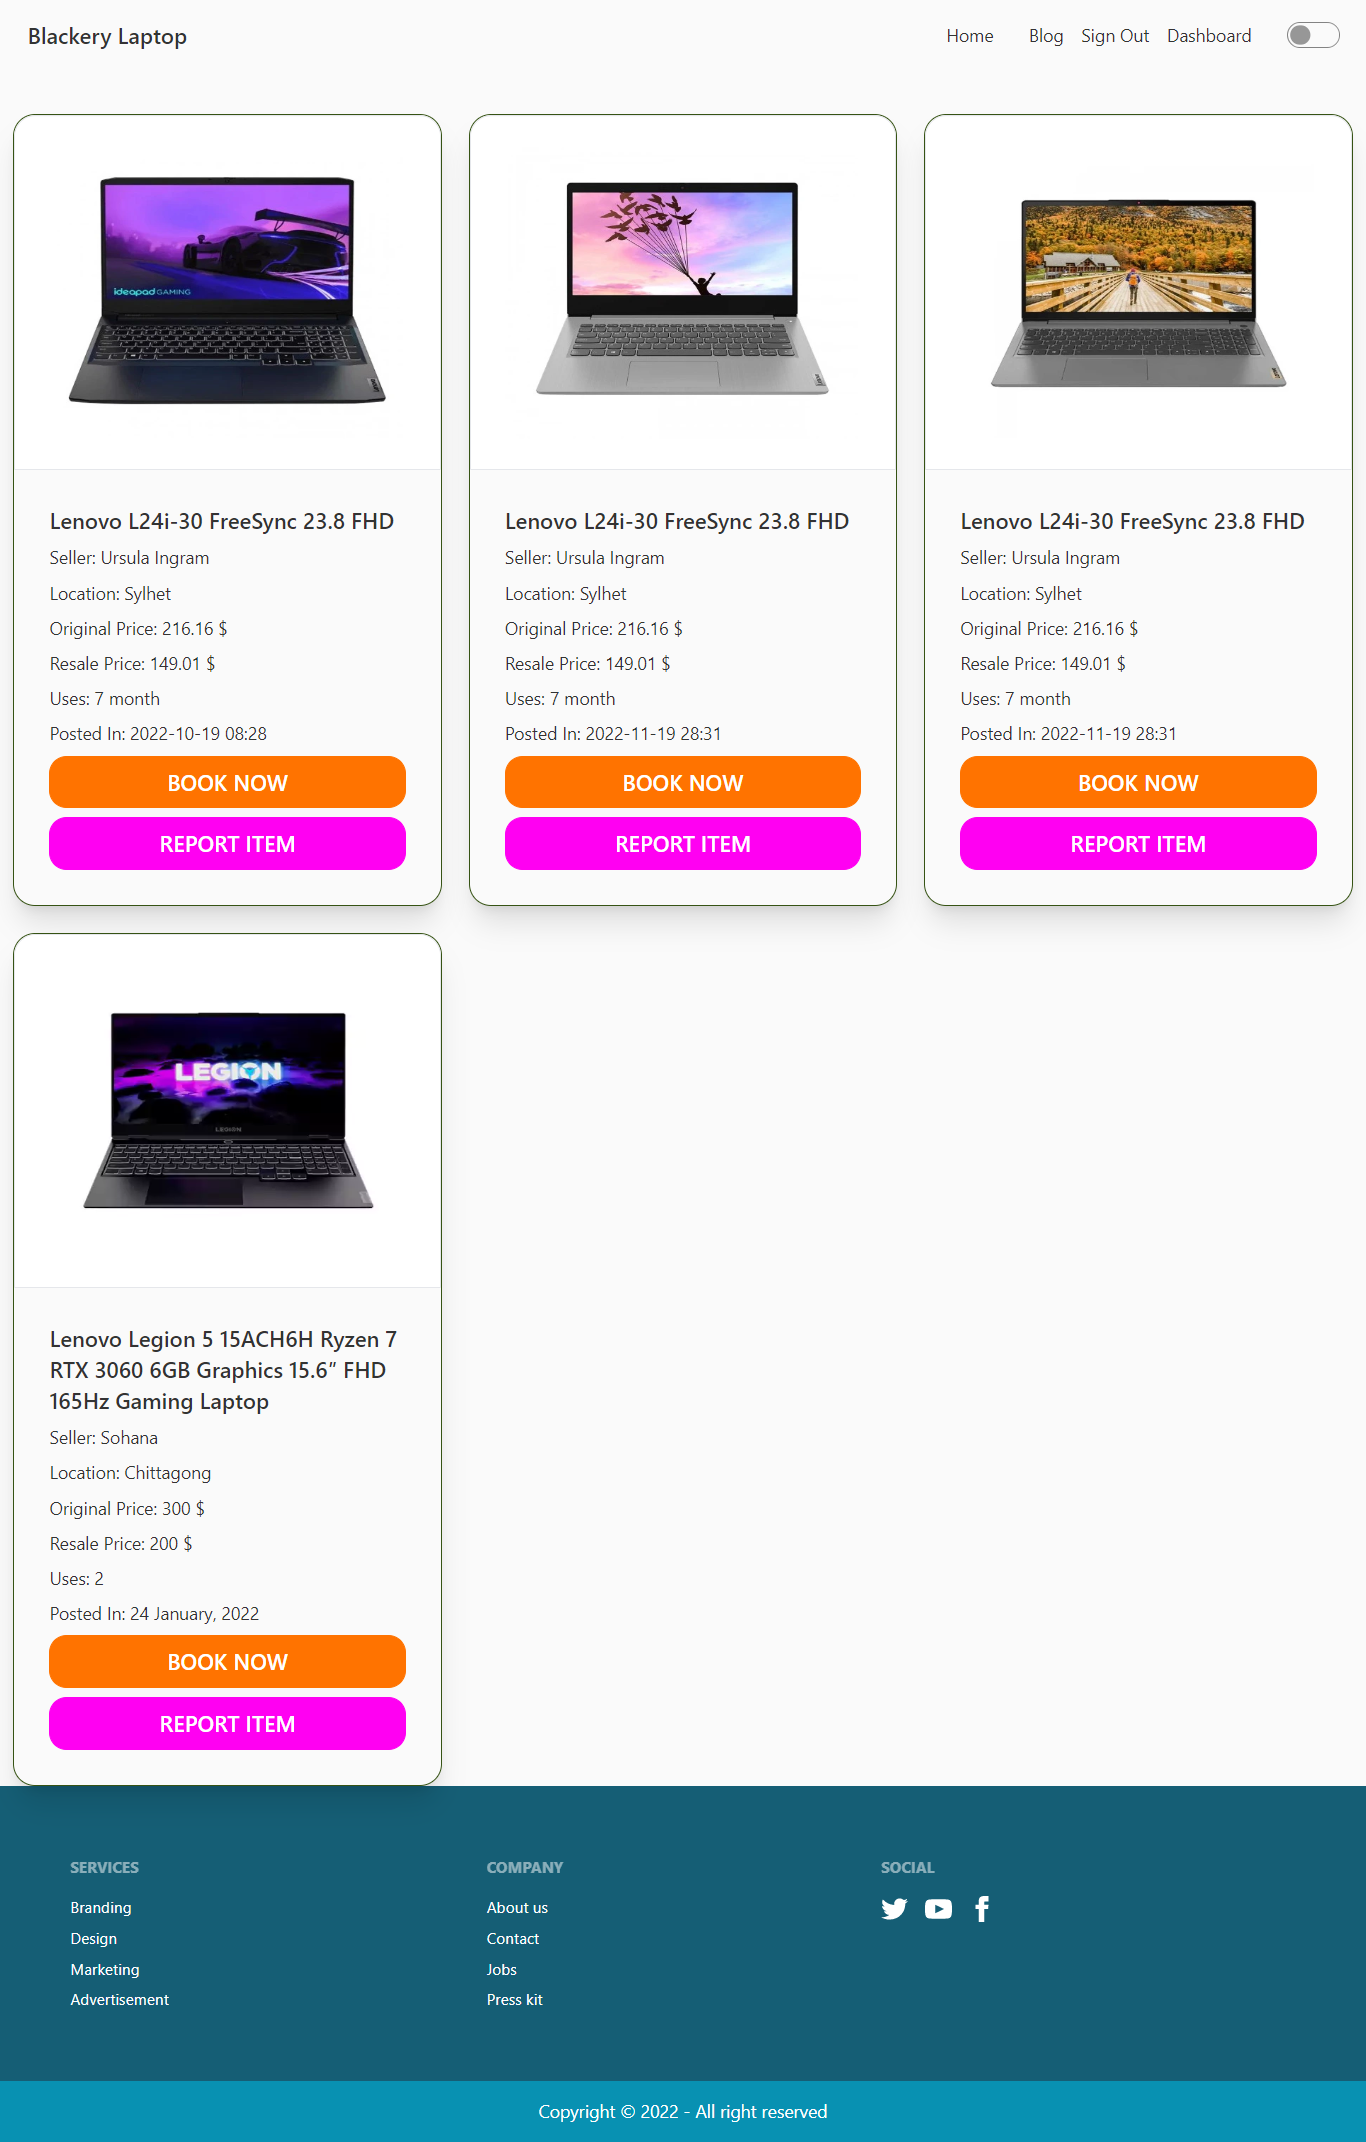 Blackery Laptop
Home Blog Sign Out Dashboard
ideapad GAMING
Lenovo L24i-30 FreeSync 23.8 FHD
Seller: Ursula Ingram
Location: Sylhet
Original Price: 216.16 $
Resale Price: 149.01 $
Uses: 7 month
Posted In: 2022-10-19 08:28
BOOK NOW
REPORT ITEM
Lenovo L24i-30 FreeSync 23.8 FHD
Seller: Ursula Ingram
Location: Sylhet
Original Price: 216.16 $
Resale Price: 149.01 $
Uses: 7 month
Posted In: 2022-11-19 28:31
BOOK NOW
REPORT ITEM
Lenovo L24i-30 FreeSync 23.8 FHD
Seller: Ursula Ingram
Location: Sylhet
Original Price: 216.16 $
Resale Price: 149.01 $
Uses: 7 month
Posted In: 2022-11-19 28:31
BOOK NOW
REPORT ITEM
LEGION
LEGION
Lenovo Legion 5 15ACH6H Ryzen 7
RTX 3060 6GB Graphics 15.6″ FHD
165Hz Gaming Laptop
Seller: Sohana
Location: Chittagong
Original Price: 300 $
Resale Price: 200 $
Uses: 2
Posted In: 24 January, 2022
BOOK NOW
REPORT ITEM
SERVICES
Branding
Design
Marketing
Advertisement
COMPANY
About us
Contact
Jobs
Press kit
SOCIAL
Copyright © 2022 - All right reserved